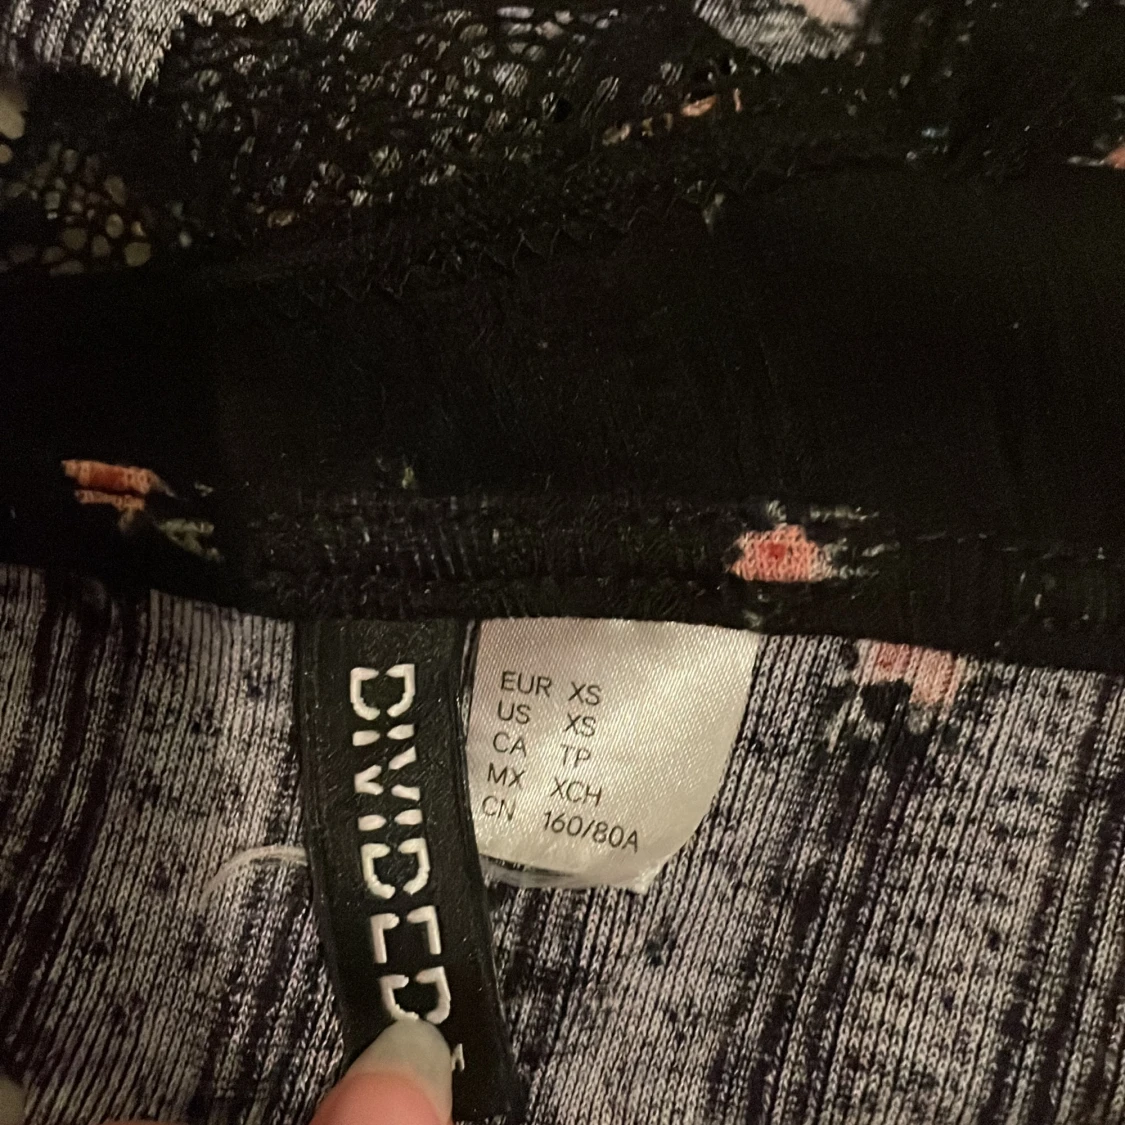 DIVIDED
EUR XS
US XS
CA TP
MX XCH
CN 160/80A